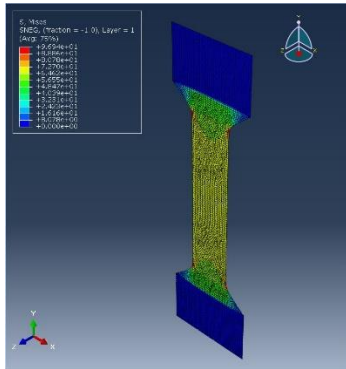 S, Mises
SNEG, (fraction = -1.0), Layer = 1
(Avg: 75%)
+9.694e+01
+8.886e+01
+8.078e+01
+7.270e+01
+6.462e+01
+5.655e+01
+4.847e+01
+4.039e+01
+3.231e+01
+2.423e+01
+1.616e+01
+8.078e+00
+0.000e+00
Y
Z
X
Y
Z
X